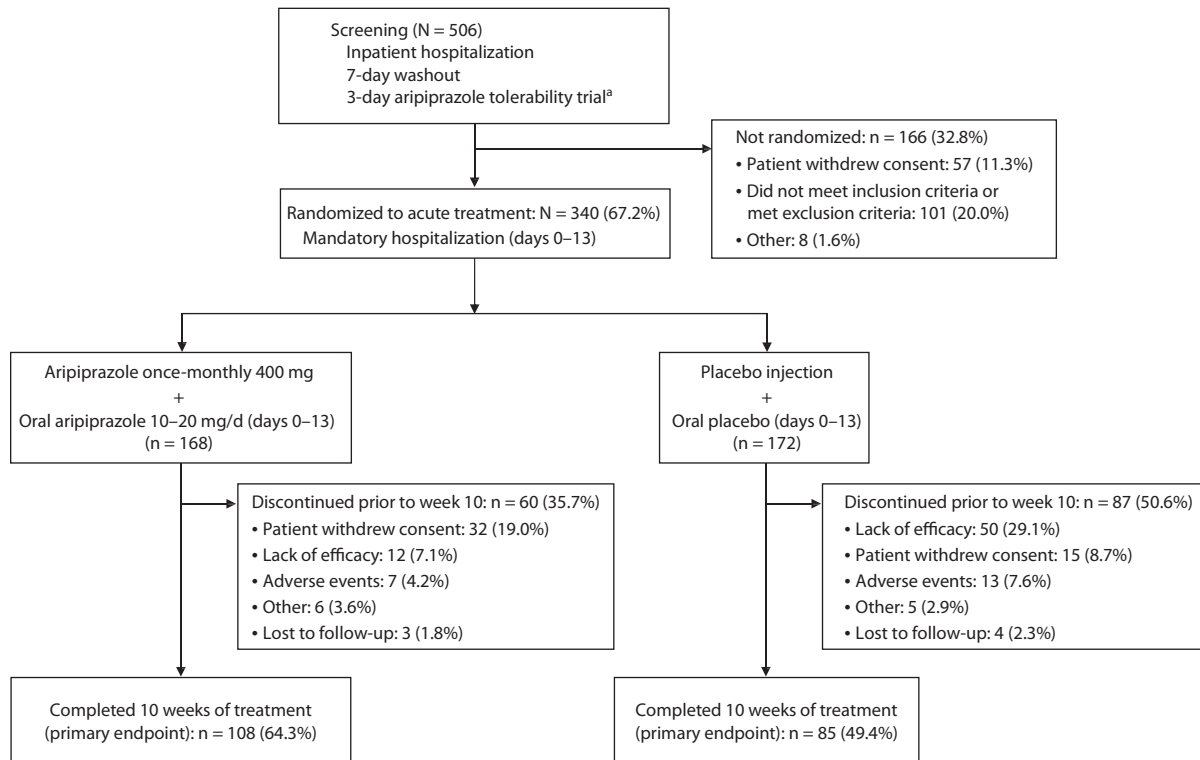 Screening (N = 506)
Inpatient hospitalization
7-day washout
3-day aripiprazole tolerability trialᵃ
Not randomized: n = 166 (32.8%)
• Patient withdrew consent: 57 (11.3%)
• Did not meet inclusion criteria or
met exclusion criteria: 101 (20.0%)
• Other: 8 (1.6%)
Randomized to acute treatment: N = 340 (67.2%)
Mandatory hospitalization (days 0–13)
Aripiprazole once-monthly 400 mg
+
Oral aripiprazole 10–20 mg/d (days 0–13)
(n = 168)
Placebo injection
+
Oral placebo (days 0–13)
(n = 172)
Discontinued prior to week 10: n = 60 (35.7%)
• Patient withdrew consent: 32 (19.0%)
• Lack of efficacy: 12 (7.1%)
• Adverse events: 7 (4.2%)
• Other: 6 (3.6%)
• Lost to follow-up: 3 (1.8%)
Discontinued prior to week 10: n = 87 (50.6%)
• Lack of efficacy: 50 (29.1%)
• Patient withdrew consent: 15 (8.7%)
• Adverse events: 13 (7.6%)
• Other: 5 (2.9%)
• Lost to follow-up: 4 (2.3%)
Completed 10 weeks of treatment
(primary endpoint): n = 108 (64.3%)
Completed 10 weeks of treatment
(primary endpoint): n = 85 (49.4%)